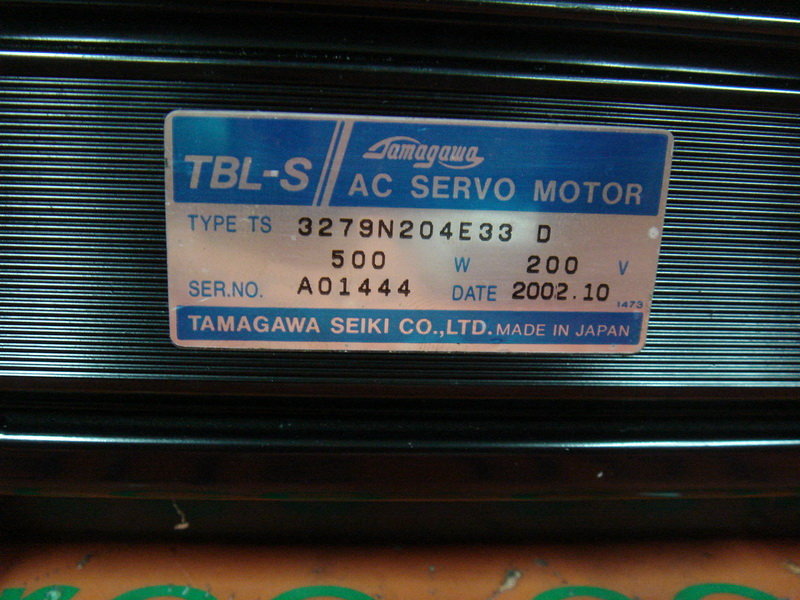 TBL-S
Tamagawa
AC SERVO MOTOR
TYPE TS 3279N204E33 D
500 W 200 V
SER.NO. A01444 DATE 2002.10
1473
TAMAGAWA SEIKI CO.,LTD. MADE IN JAPAN